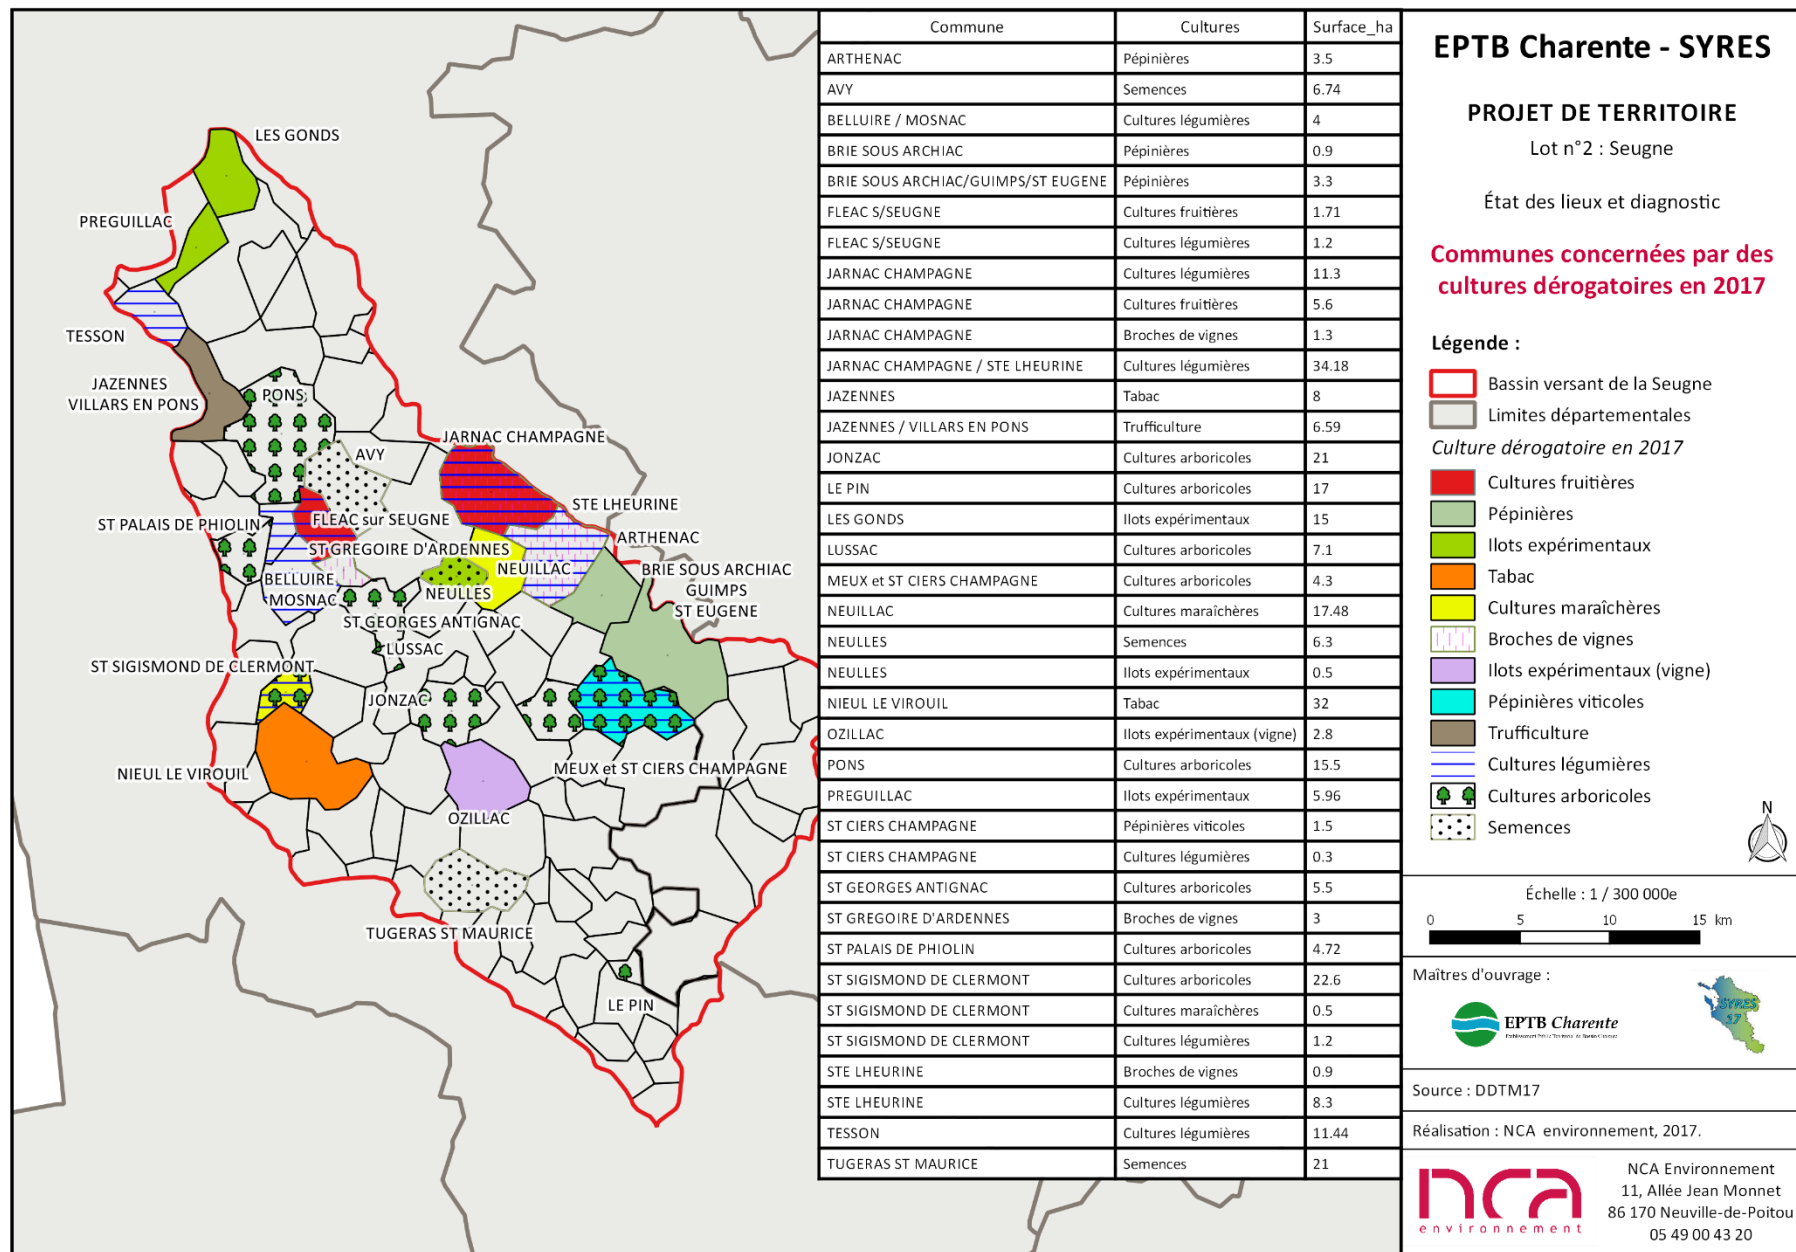 LES GONDS
PREGUILLAC
TESSON
JAZENNES
VILLARS EN PONS
PONS
JARNAC CHAMPAGNE
AVY
STE LHEURINE
ST PALAIS DE PHIOLIN
FLEAC sur SEUGNE
ARTHENAC
ST GREGOIRE D'ARDENNES
NEUILLAC
BRIE SOUS ARCHIAC
GUIMPS
ST EUGENE
BELLUIRE
MOSNAC
NEULLES
ST GEORGES ANTIGNAC
LUSSAC
ST SIGISMOND DE CLERMONT
JONZAC
NIEUL LE VIROUIL
MEUX et ST CIERS CHAMPAGNE
OZILLAC
TUGERAS ST MAURICE
LE PIN
Commune Cultures Surface_ha
ARTHENAC Pépinières 3.5
AVY Semences 6.74
BELLUIRE / MOSNAC Cultures légumières 4
BRIE SOUS ARCHIAC Pépinières 0.9
BRIE SOUS ARCHIAC/GUIMPS/ST EUGENE Pépinières 3.3
FLEAC S/SEUGNE Cultures fruitières 1.71
FLEAC S/SEUGNE Cultures légumières 1.2
JARNAC CHAMPAGNE Cultures légumières 11.3
JARNAC CHAMPAGNE Cultures fruitières 5.6
JARNAC CHAMPAGNE Broches de vignes 1.3
JARNAC CHAMPAGNE / STE LHEURINE Cultures légumières 34.18
JAZENNES Tabac 8
JAZENNES / VILLARS EN PONS Trufficulture 6.59
JONZAC Cultures arboricoles 21
LE PIN Cultures arboricoles 17
LES GONDS Ilots expérimentaux 15
LUSSAC Cultures arboricoles 7.1
MEUX et ST CIERS CHAMPAGNE Cultures arboricoles 4.3
NEUILLAC Cultures maraîchères 17.48
NEULLES Semences 6.3
NEULLES Ilots expérimentaux 0.5
NIEUL LE VIROUIL Tabac 32
OZILLAC Ilots expérimentaux (vigne) 2.8
PONS Cultures arboricoles 15.5
PREGUILLAC Ilots expérimentaux 5.96
ST CIERS CHAMPAGNE Pépinières viticoles 1.5
ST CIERS CHAMPAGNE Cultures légumières 0.3
ST GEORGES ANTIGNAC Cultures arboricoles 5.5
ST GREGOIRE D'ARDENNES Broches de vignes 3
ST PALAIS DE PHIOLIN Cultures arboricoles 4.72
ST SIGISMOND DE CLERMONT Cultures arboricoles 22.6
ST SIGISMOND DE CLERMONT Cultures maraîchères 0.5
ST SIGISMOND DE CLERMONT Cultures légumières 1.2
STE LHEURINE Broches de vignes 0.9
STE LHEURINE Cultures légumières 8.3
TESSON Cultures légumières 11.44
TUGERAS ST MAURICE Semences 21
EPTB Charente - SYRES
PROJET DE TERRITOIRE
Lot n°2 : Seugne
État des lieux et diagnostic
Communes concernées par des
cultures dérogatoires en 2017
Légende :
Bassin versant de la Seugne
Limites départementales
Culture dérogatoire en 2017
Cultures fruitières
Pépinières
Ilots expérimentaux
Tabac
Cultures maraîchères
Broches de vignes
Ilots expérimentaux (vigne)
Pépinières viticoles
Trufficulture
Cultures légumières
Cultures arboricoles
Semences
N
Échelle : 1 / 300 000e
0 5 10 15 km
Maîtres d'ouvrage :
EPTB Charente
SYRES
17
Source : DDTM17
Réalisation : NCA environnement, 2017.
nca
environnement
NCA Environnement
11, Allée Jean Monnet
86 170 Neuville-de-Poitou
05 49 00 43 20